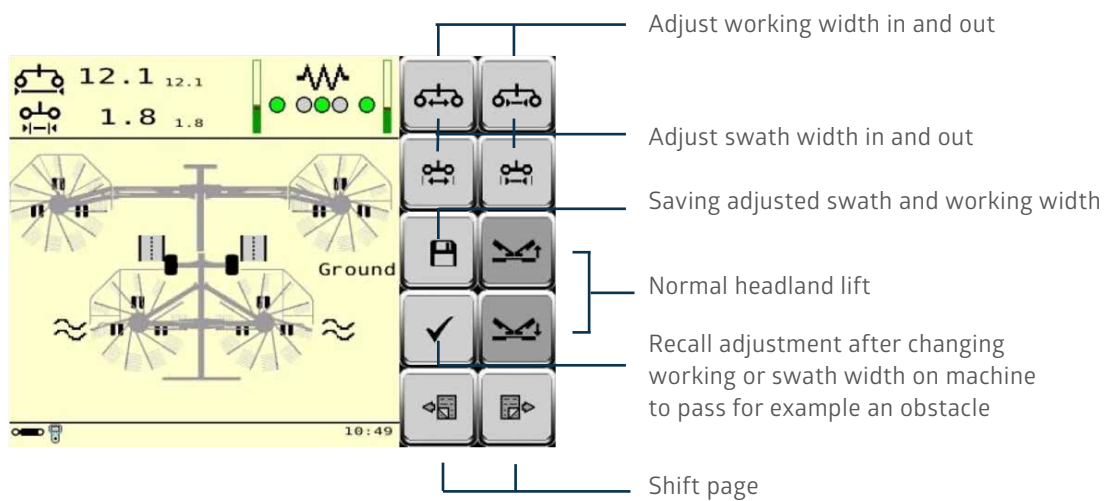 Adjust working width in and out
12.1 12.1
1.8 1.8
Adjust swath width in and out
Saving adjusted swath and working width
Ground
Normal headland lift
Recall adjustment after changing
working or swath width on machine
to pass for example an obstacle
10:49
Shift page